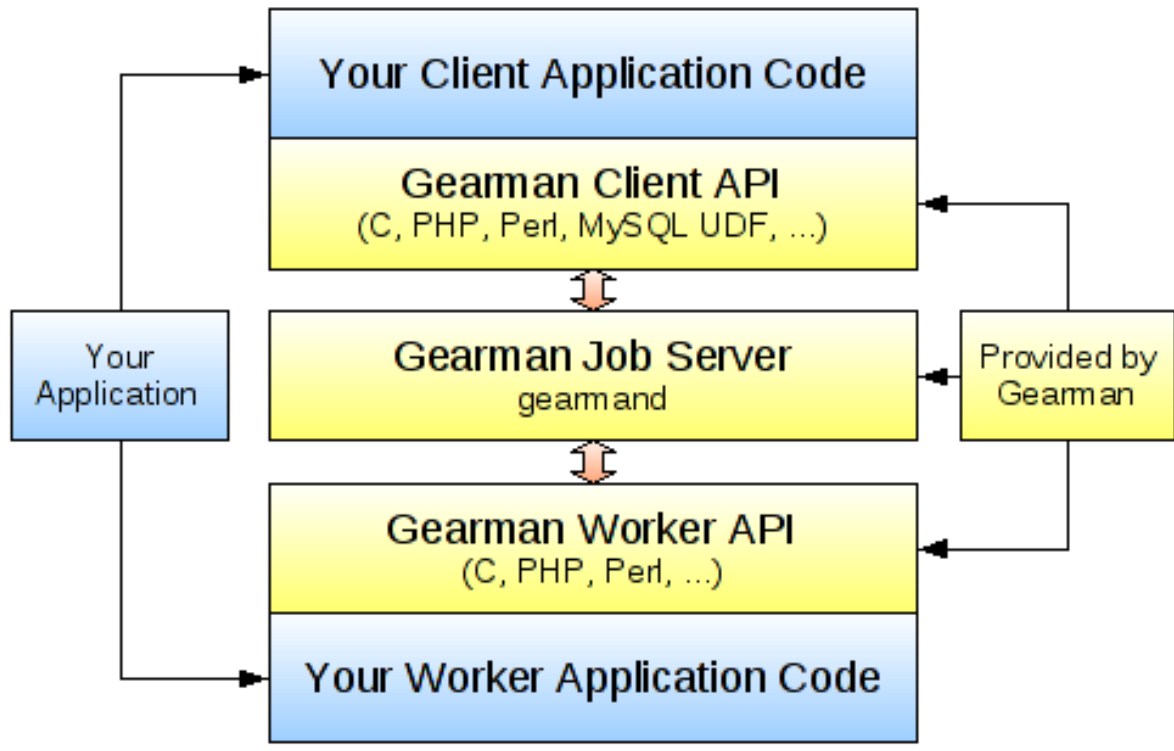 Your Client Application Code
Gearman Client API
(C, PHP, Perl, MySQL UDF, ...)
Your
Application
Gearman Job Server
gearmand
Provided by
Gearman
Gearman Worker API
(C, PHP, Perl, ...)
Your Worker Application Code